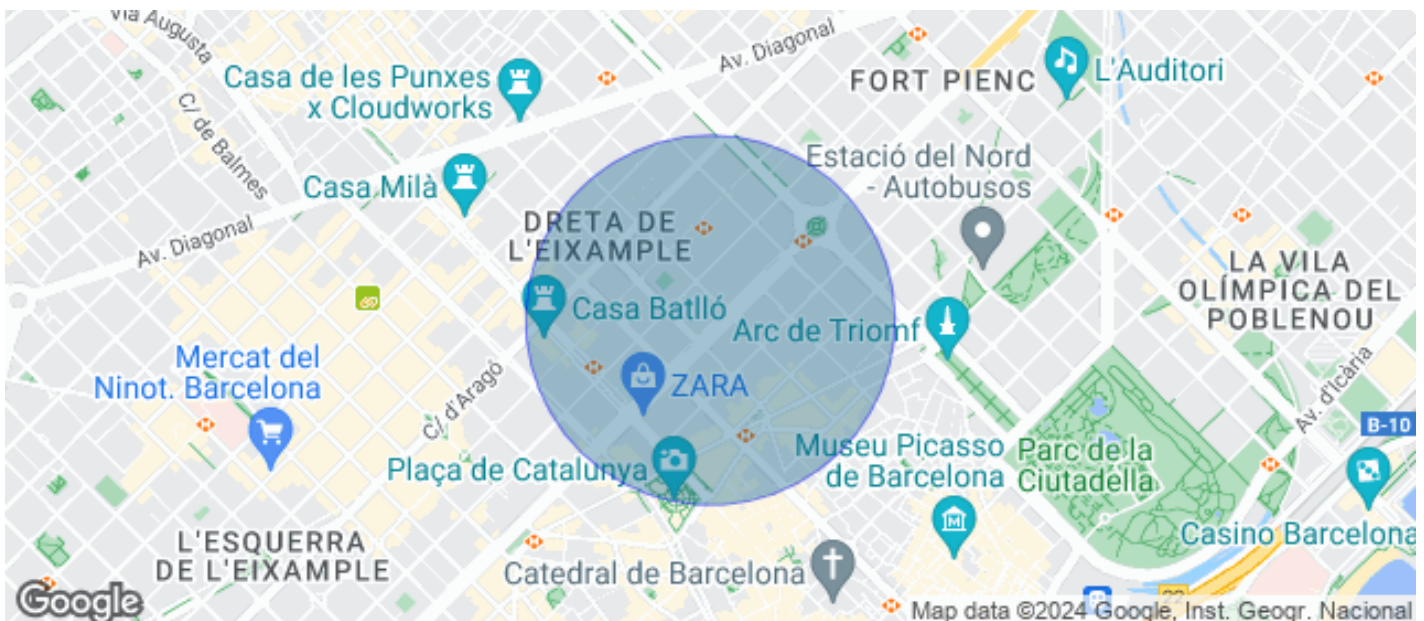 Via Augusta
Av. Diagonal
Casa de les Punxes
x Cloudworks
FORT PIENC
L'Auditori
C/ de Balmes
Casa Milà
Estació del Nord
- Autobusos
DRETA DE
L'EIXAMPLE
Av. Diagonal
LA VILA
OLÍMPICA DEL
POBLENOU
Casa Batlló
Arc de Triomf
Mercat del
Ninot. Barcelona
C/ d'Aragó
ZARA
Av. d'Icària
B-10
Plaça de Catalunya
Museu Picasso
de Barcelona
Parc de la
Ciutadella
L'ESQUERRA
DE L'EIXAMPLE
Casino Barcelona
Catedral de Barcelona
M
Google
Map data ©2024 Google, Inst. Geogr. Nacional